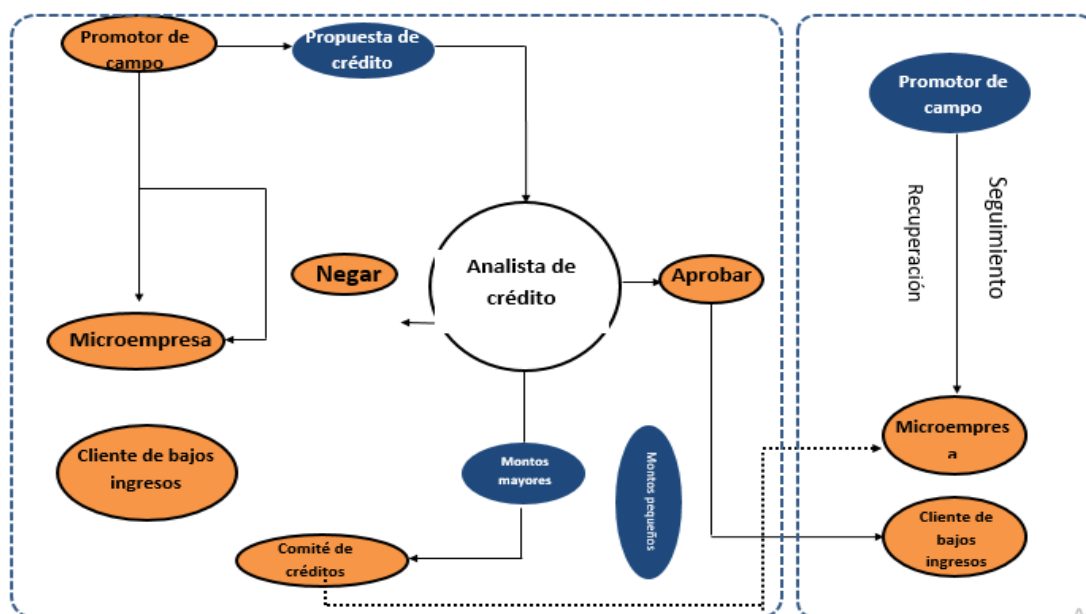 Promotor de
campo
Propuesta de
crédito
Negar
Analista de
crédito
Aprobar
Microempresa
Cliente de bajos
ingresos
Montos
mayores
Montos pequeños
Comité de
créditos
Promotor de
campo
Seguimiento
Recuperación
Microempres
a
Cliente de
bajos
ingresos